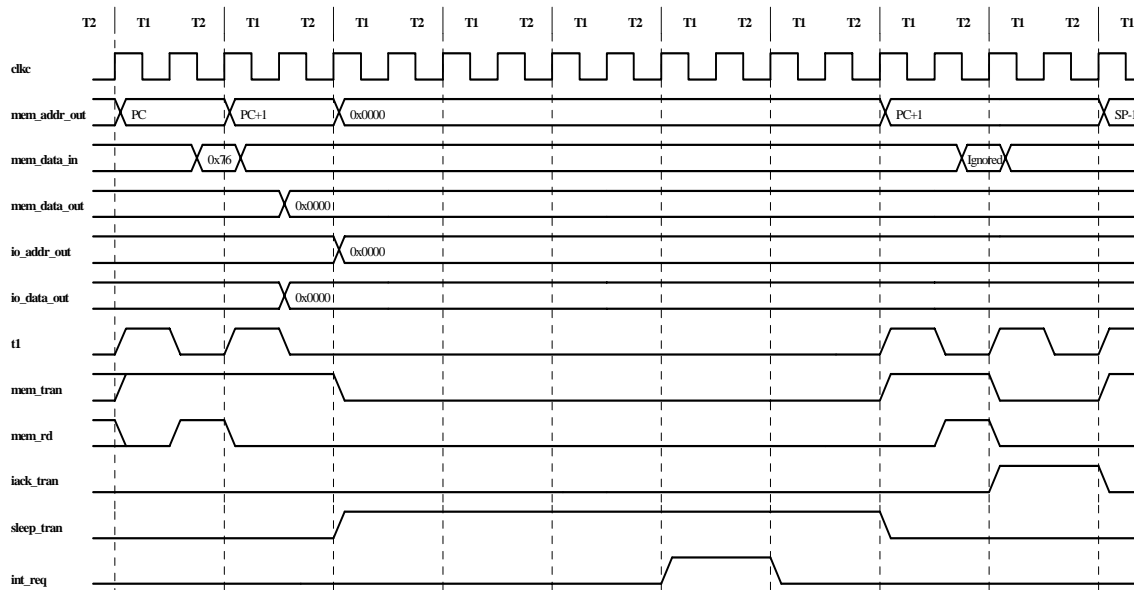 T2 T1 T2 T1 T2 T1 T2 T1 T2 T1 T2 T1 T2 T1 T2 T1 T2 T1 T2 T1
clkc
mem_addr_out PC PC+1 0x0000 PC+1 SP-1
mem_data_in 0x76 Ignored
mem_data_out 0x0000
io_addr_out 0x0000
io_data_out 0x0000
t1
mem_tran
mem_rd
iack_tran
sleep_tran
int_req